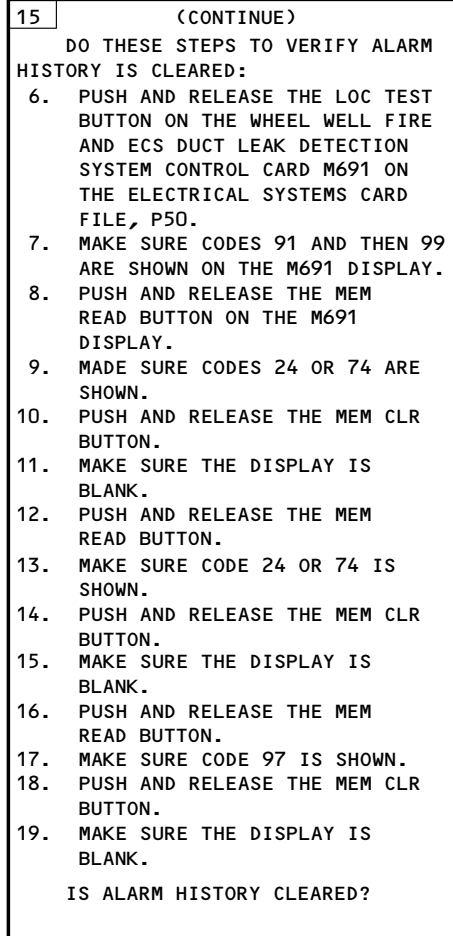 15 (CONTINUE)
DO THESE STEPS TO VERIFY ALARM
HISTORY IS CLEARED:
6. PUSH AND RELEASE THE LOC TEST
BUTTON ON THE WHEEL WELL FIRE
AND ECS DUCT LEAK DETECTION
SYSTEM CONTROL CARD M691 ON
THE ELECTRICAL SYSTEMS CARD
FILE, P50.
7. MAKE SURE CODES 91 AND THEN 99
ARE SHOWN ON THE M691 DISPLAY.
8. PUSH AND RELEASE THE MEM
READ BUTTON ON THE M691
DISPLAY.
9. MADE SURE CODES 24 OR 74 ARE
SHOWN.
10. PUSH AND RELEASE THE MEM CLR
BUTTON.
11. MAKE SURE THE DISPLAY IS
BLANK.
12. PUSH AND RELEASE THE MEM
READ BUTTON.
13. MAKE SURE CODE 24 OR 74 IS
SHOWN.
14. PUSH AND RELEASE THE MEM CLR
BUTTON.
15. MAKE SURE THE DISPLAY IS
BLANK.
16. PUSH AND RELEASE THE MEM
READ BUTTON.
17. MAKE SURE CODE 97 IS SHOWN.
18. PUSH AND RELEASE THE MEM CLR
BUTTON.
19. MAKE SURE THE DISPLAY IS
BLANK.
IS ALARM HISTORY CLEARED?